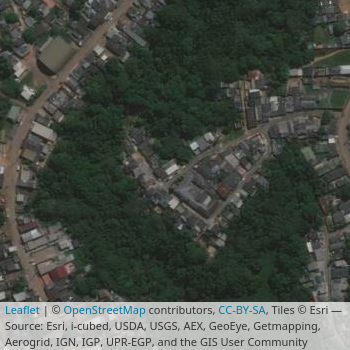 Leaflet | © OpenStreetMap contributors, CC-BY-SA, Tiles © Esri —
Source: Esri, i-cubed, USDA, USGS, AEX, GeoEye, Getmapping,
Aerogrid, IGN, IGP, UPR-EGP, and the GIS User Community